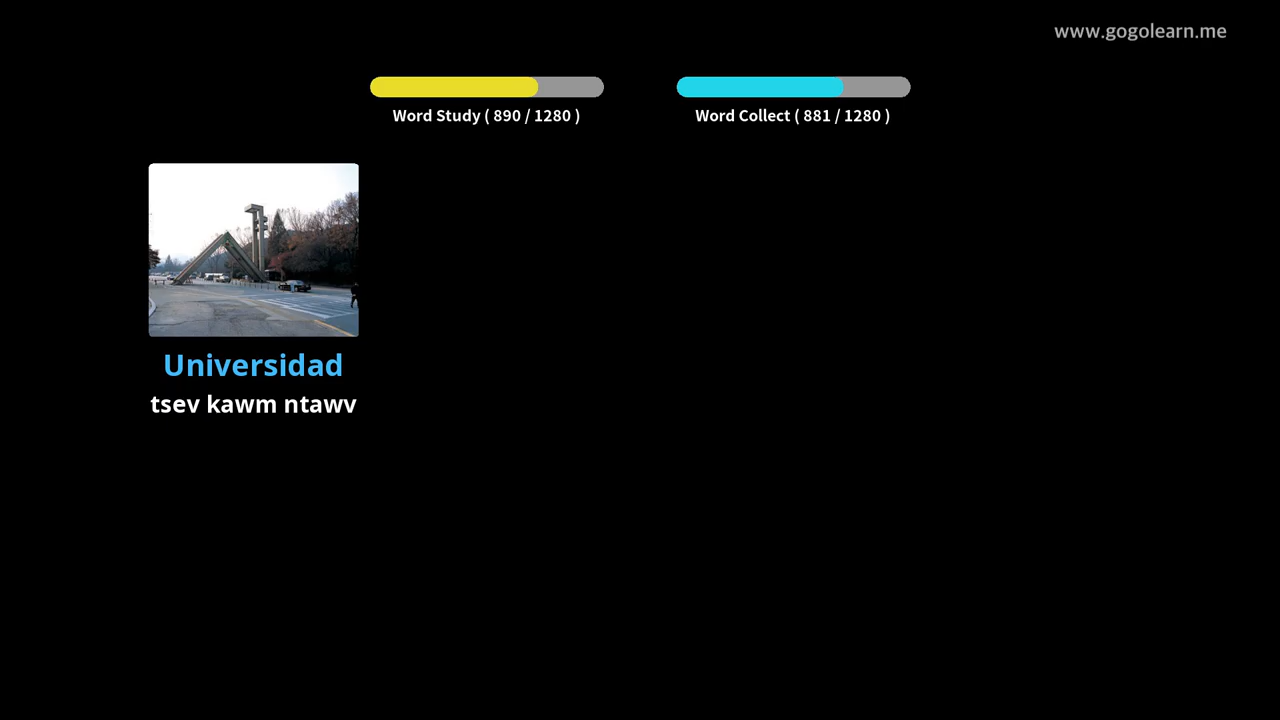 www.gogolearn.me
Word Study ( 890 / 1280 )
Word Collect ( 881 / 1280 )
Universidad
tsev kawm ntawv